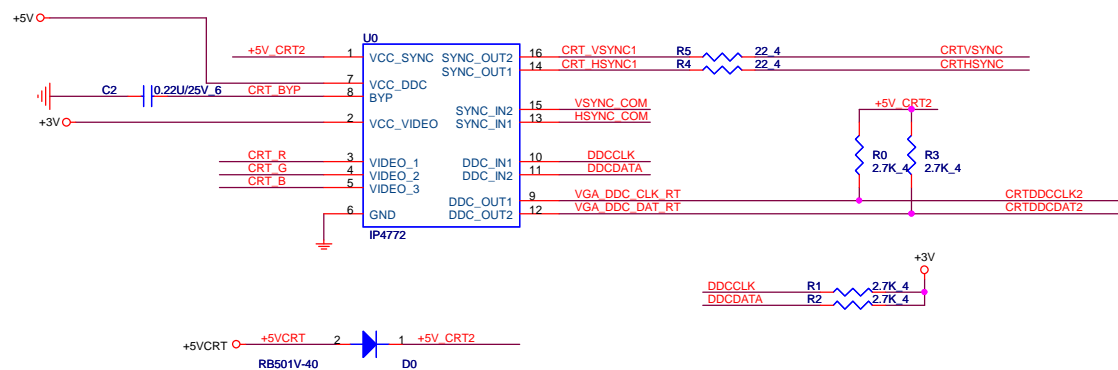 +5V
U0
+5V_CRT2 1 VCC_SYNC SYNC_OUT2 16 CRT_VSYNC1 R5 22_4 CRTVSYNC
SYNC_OUT1 14 CRT_HSYNC1 R4 22_4 CRTHSYNC
7 VCC_DDC
C2 0.22U/25V_6 CRT_BYP 8 BYP
SYNC_IN2 15 VSYNC_COM +5V_CRT2
+3V 2 VCC_VIDEO SYNC_IN1 13 HSYNC_COM
R0 R3
CRT_R 3 VIDEO_1 DDC_IN1 10 DDCCLK
2.7K_4 2.7K_4
CRT_G 4 VIDEO_2 DDC_IN2 11 DDCDATA
CRT_B 5 VIDEO_3
DDC_OUT1 9 VGA_DDC_CLK_RT CRTDDCCLK2
6 GND DDC_OUT2 12 VGA_DDC_DAT_RT CRTDDCDAT2
IP4772
+3V
DDCCLK R1 2.7K_4
DDCDATA R2 2.7K_4
+5VCRT +5VCRT 2 1 +5V_CRT2
RB501V-40 D0